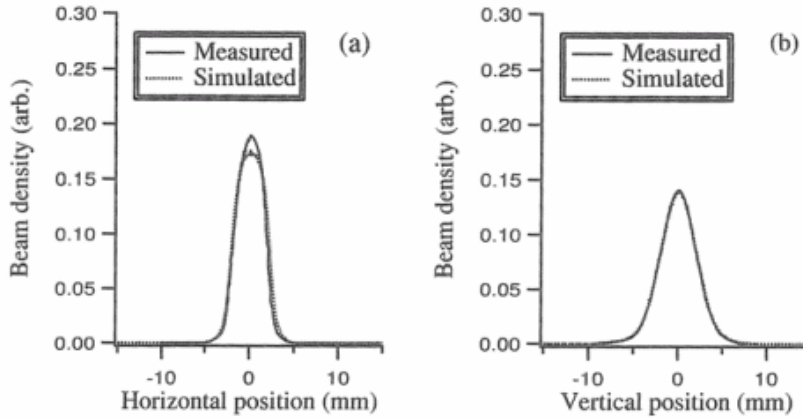 (a)
Measured
Simulated
Beam density (arb.)
0.30
0.25
0.20
0.15
0.10
0.05
0.00
-10
0
10
Horizontal position (mm)
(b)
Measured
Simulated
Beam density (arb.)
0.30
0.25
0.20
0.15
0.10
0.05
0.00
-10
0
10
Vertical position (mm)